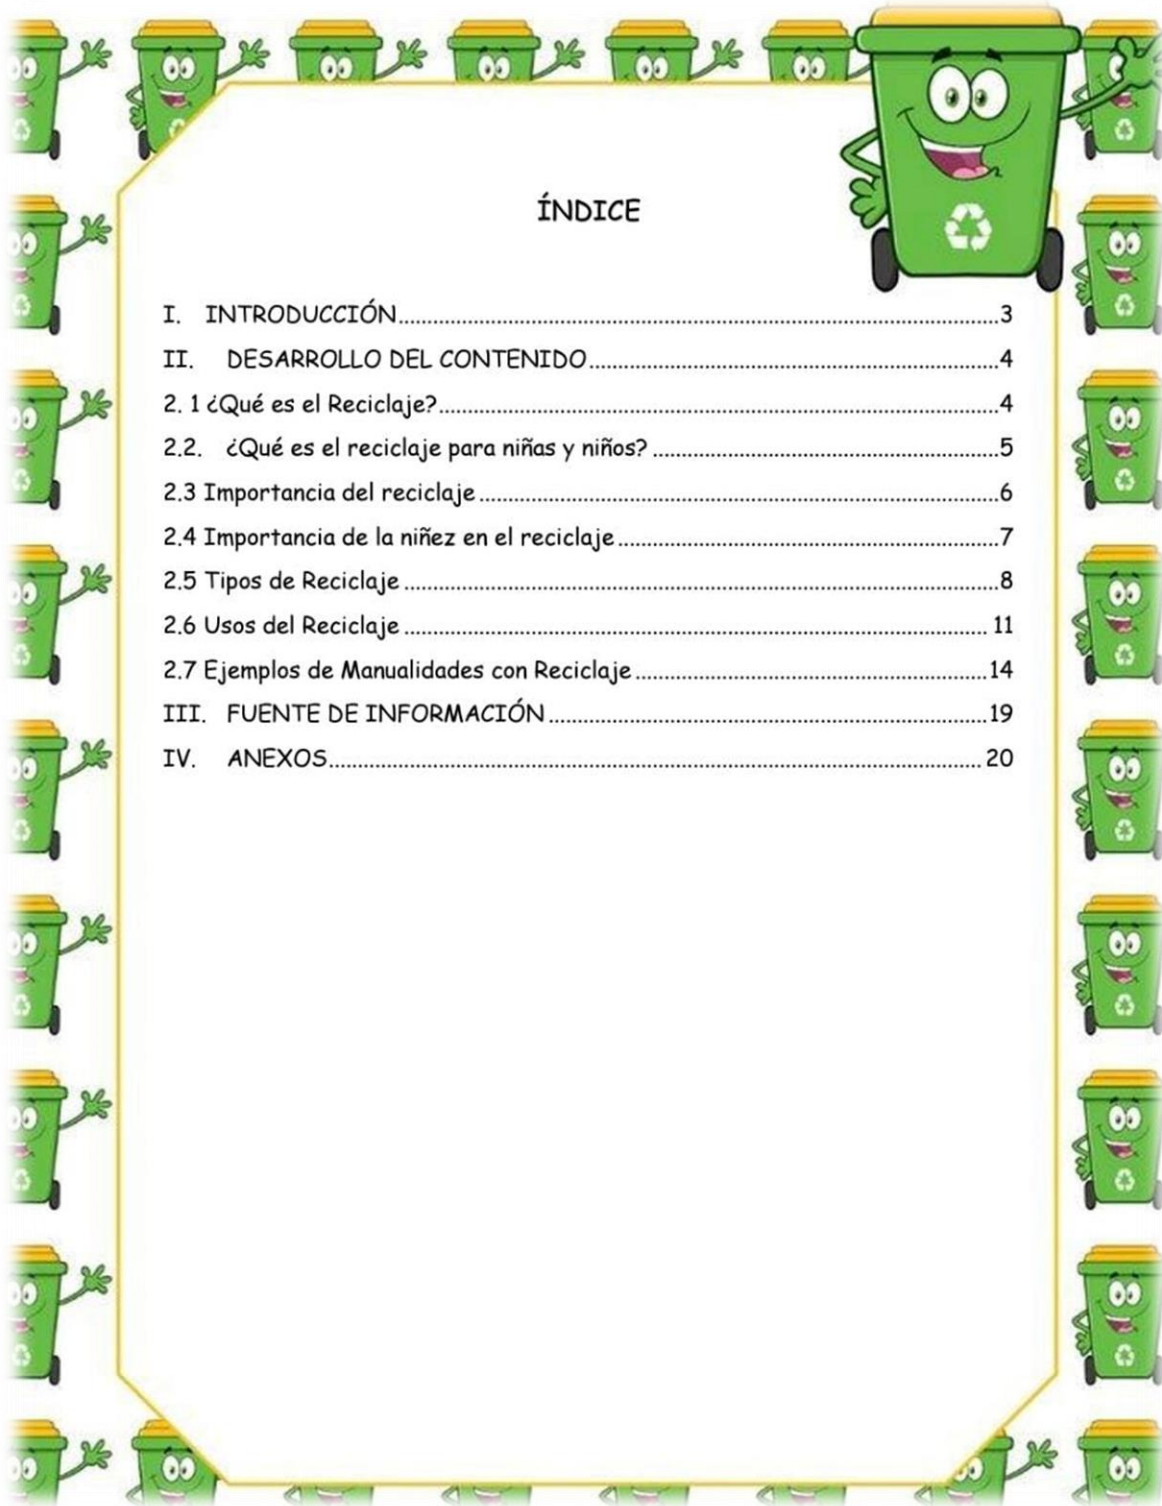 ÍNDICE
I. INTRODUCCIÓN.......................................................................................................3
II. DESARROLLO DEL CONTENIDO.......................................................................4
2. 1 ¿Qué es el Reciclaje?................................................................................................4
2.2. ¿Qué es el reciclaje para niñas y niños? ............................................................5
2.3 Importancia del reciclaje ..........................................................................................6
2.4 Importancia de la niñez en el reciclaje ..................................................................7
2.5 Tipos de Reciclaje .......................................................................................................8
2.6 Usos del Reciclaje ..................................................................................................... 11
2.7 Ejemplos de Manualidades con Reciclaje .............................................................14
III. FUENTE DE INFORMACIÓN ............................................................................19
IV. ANEXOS................................................................................................................. 20